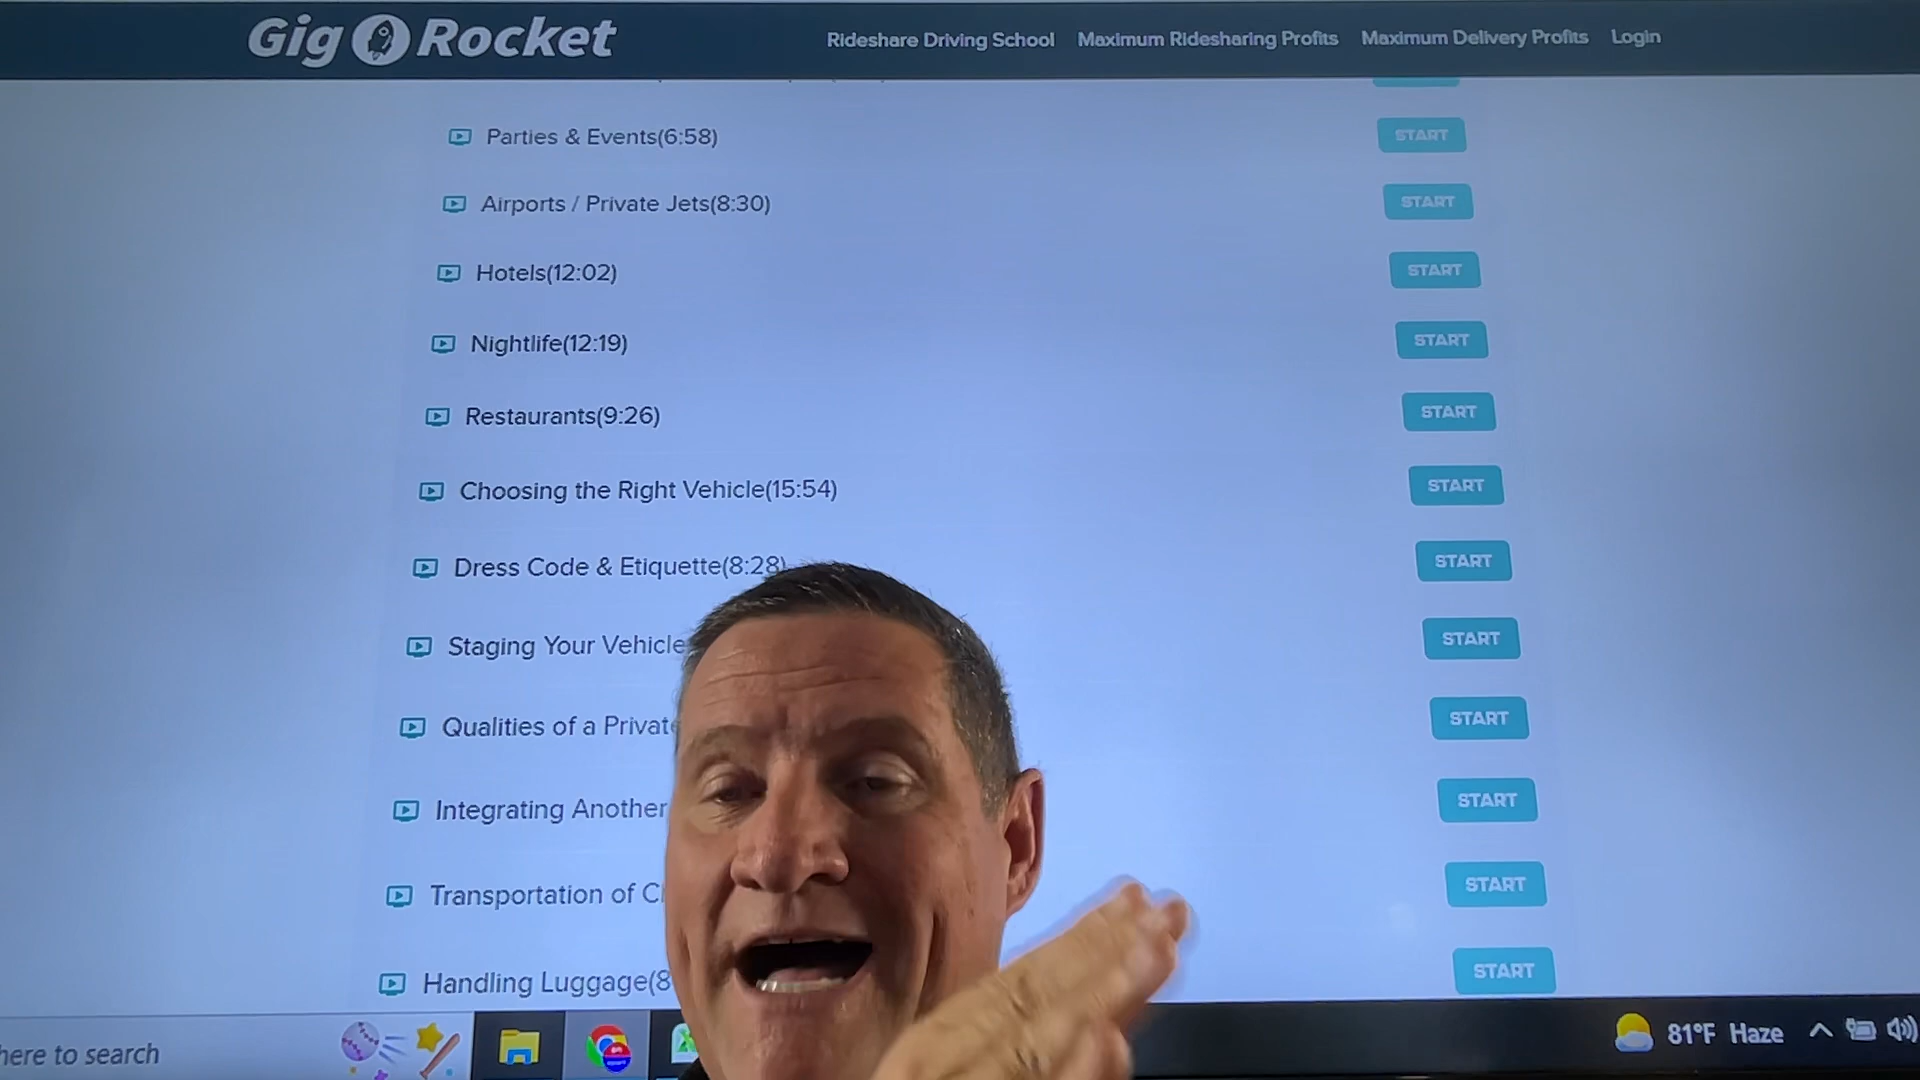 Gig Rocket
Rideshare Driving School
Maximum Ridesharing Profits
Maximum Delivery Profits
Login
Parties & Events(6:58)
START
Airports / Private Jets(8:30)
START
Hotels(12:02)
START
Nightlife(12:19)
START
Restaurants(9:26)
START
Choosing the Right Vehicle(15:54)
START
Dress Code & Etiquette(8:28)
START
Staging Your Vehicle
START
Qualities of a Private
START
Integrating Another
START
Transportation of
START
Handling Luggage(8
START
here to search
81°F Haze